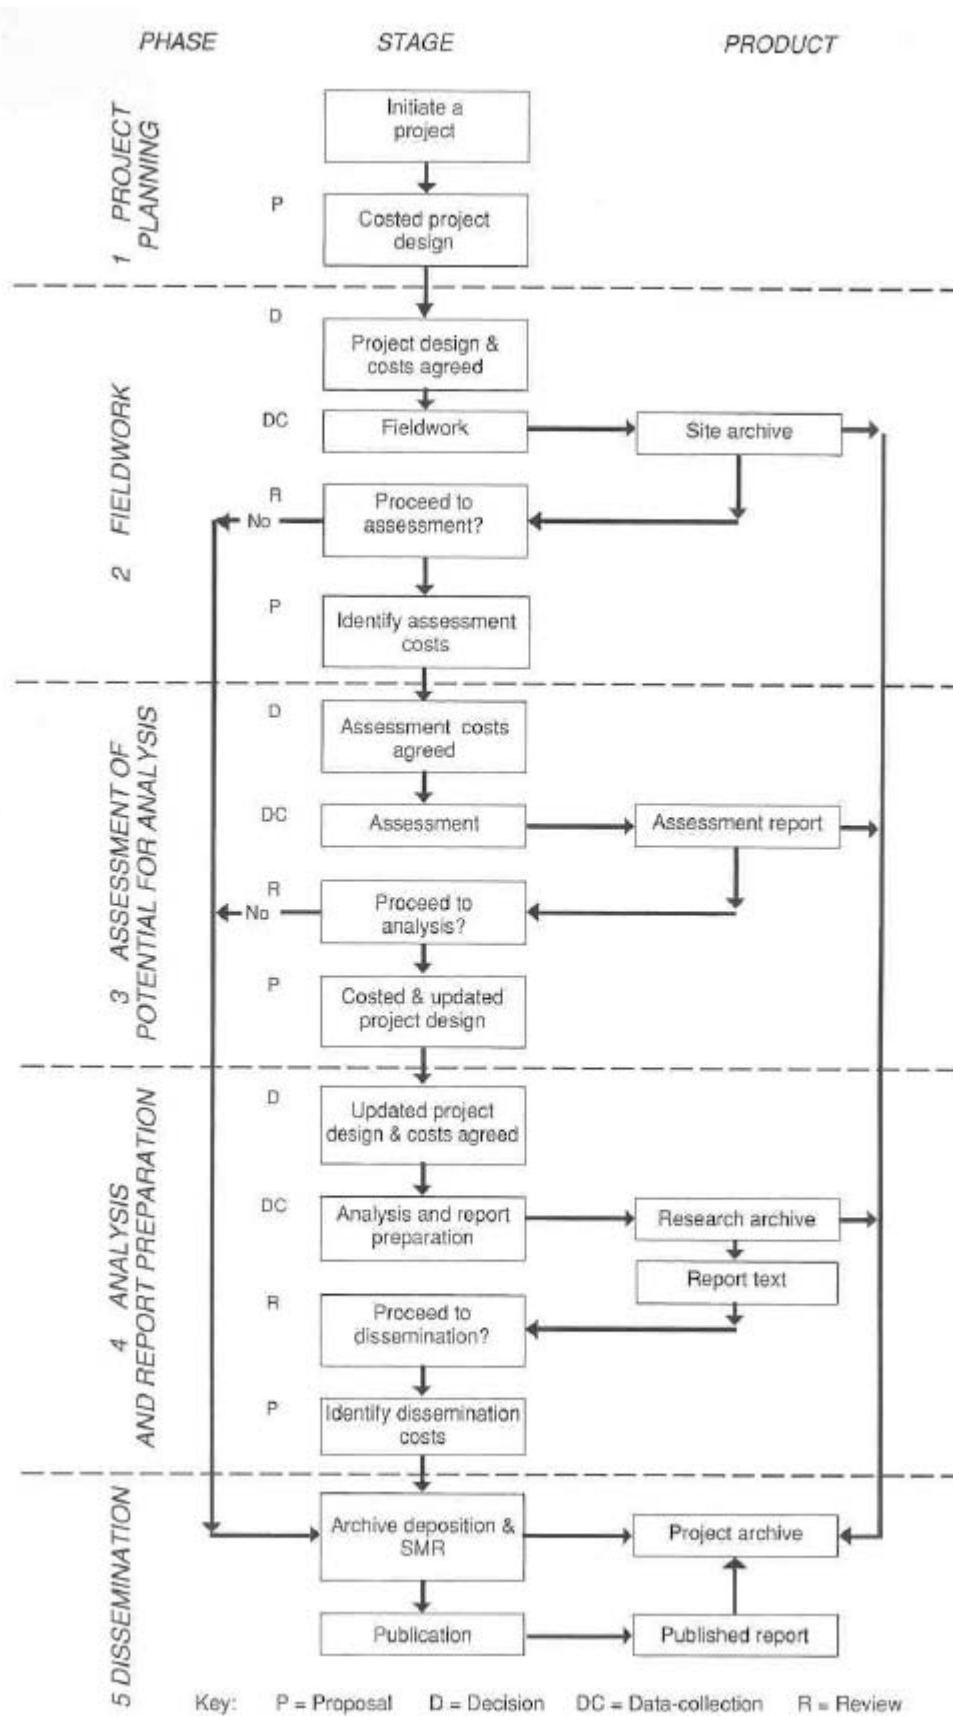 PHASE
STAGE
PRODUCT
1 PROJECT
PLANNING
Initiate a
project
P
Costed project
design
2 FIELDWORK
D
Project design &
costs agreed
DC
Fieldwork
Site archive
R
No
Proceed to
assessment?
P
Identify assessment
costs
3 ASSESSMENT OF
POTENTIAL FOR ANALYSIS
D
Assessment costs
agreed
DC
Assessment
Assessment report
R
No
Proceed to
analysis?
P
Costed & updated
project design
4 ANALYSIS
AND REPORT PREPARATION
D
Updated project
design & costs agreed
DC
Analysis and report
preparation
Research archive
Report text
R
Proceed to
dissemination?
P
Identify dissemination
costs
5 DISSEMINATION
Archive deposition &
SMR
Project archive
Publication
Published report
Key: P = Proposal D = Decision DC = Data-collection R = Review